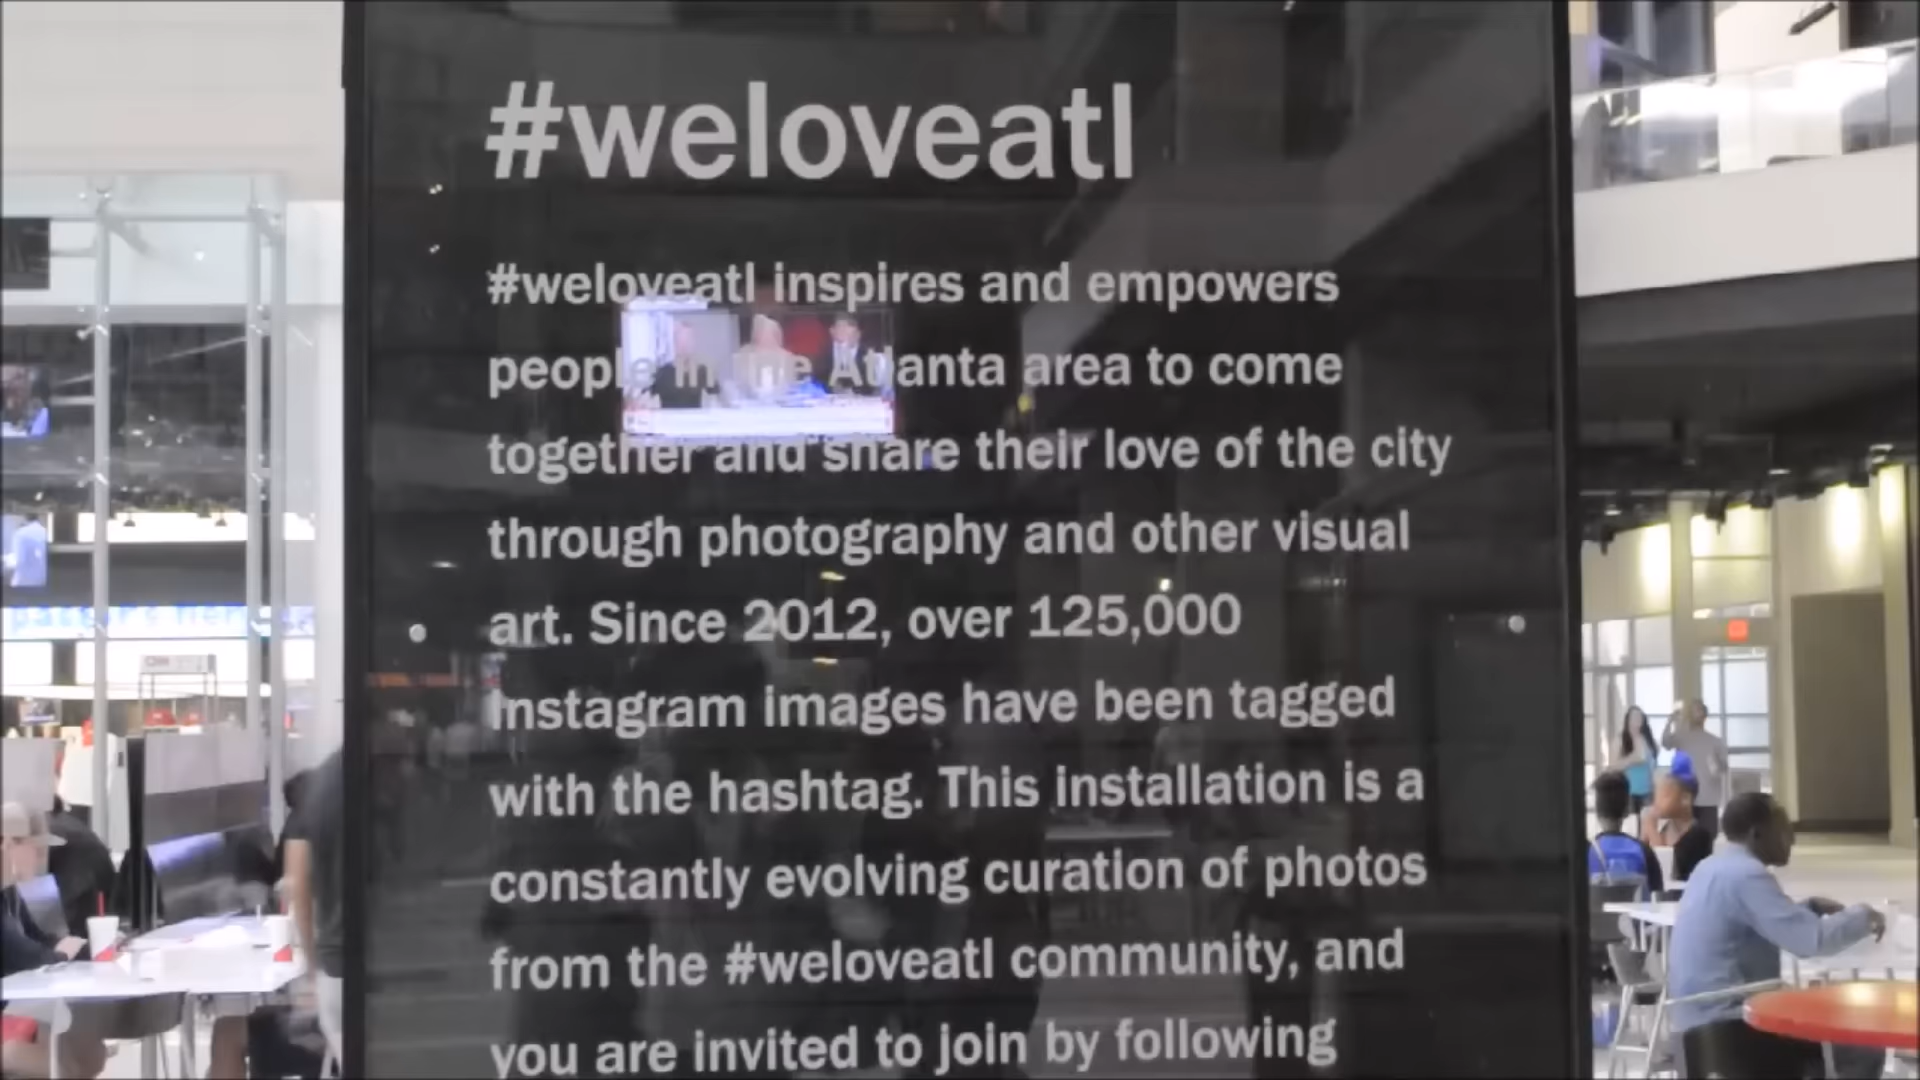 #weloveatl
#weloveatl inspires and empowers
people in the Atlanta area to come
together and share their love of the city
through photography and other visual
art. Since 2012, over 125,000
Instagram images have been tagged
with the hashtag. This installation is a
constantly evolving curation of photos
from the #weloveatl community, and
you are invited to join by following